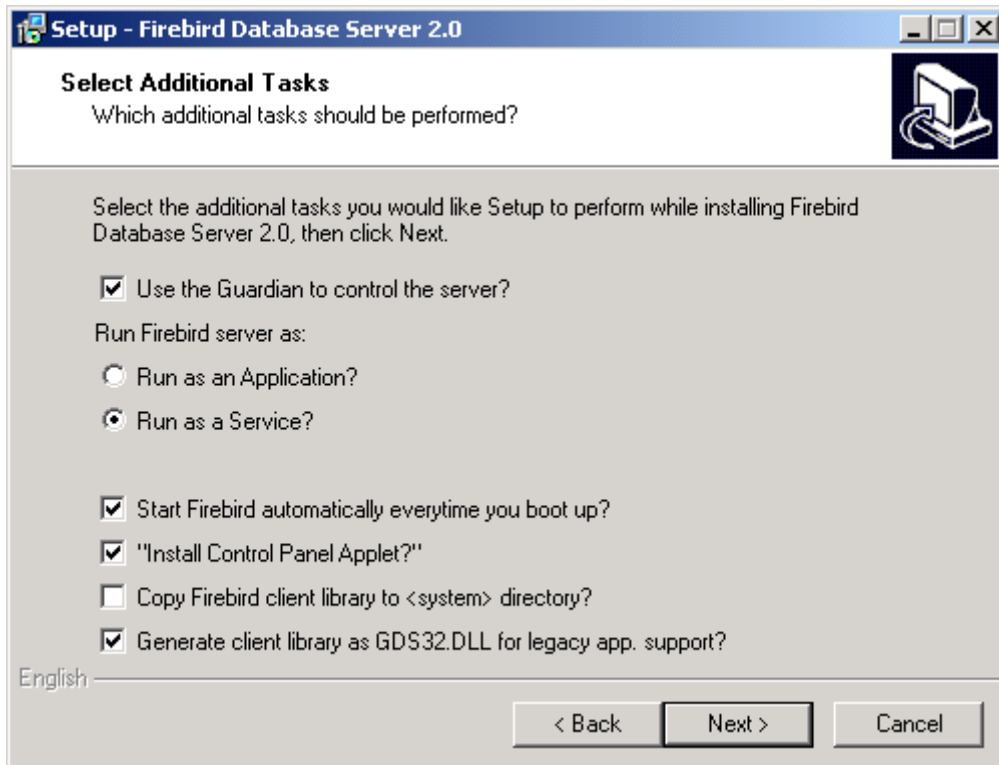 Setup - Firebird Database Server 2.0
Select Additional Tasks
Which additional tasks should be performed?
Select the additional tasks you would like Setup to perform while installing Firebird
Database Server 2.0, then click Next.
Use the Guardian to control the server?
Run Firebird server as:
Run as an Application?
Run as a Service?
Start Firebird automatically everytime you boot up?
"Install Control Panel Applet?"
Copy Firebird client library to <system> directory?
Generate client library as GDS32.DLL for legacy app. support?
English
< Back
Next >
Cancel